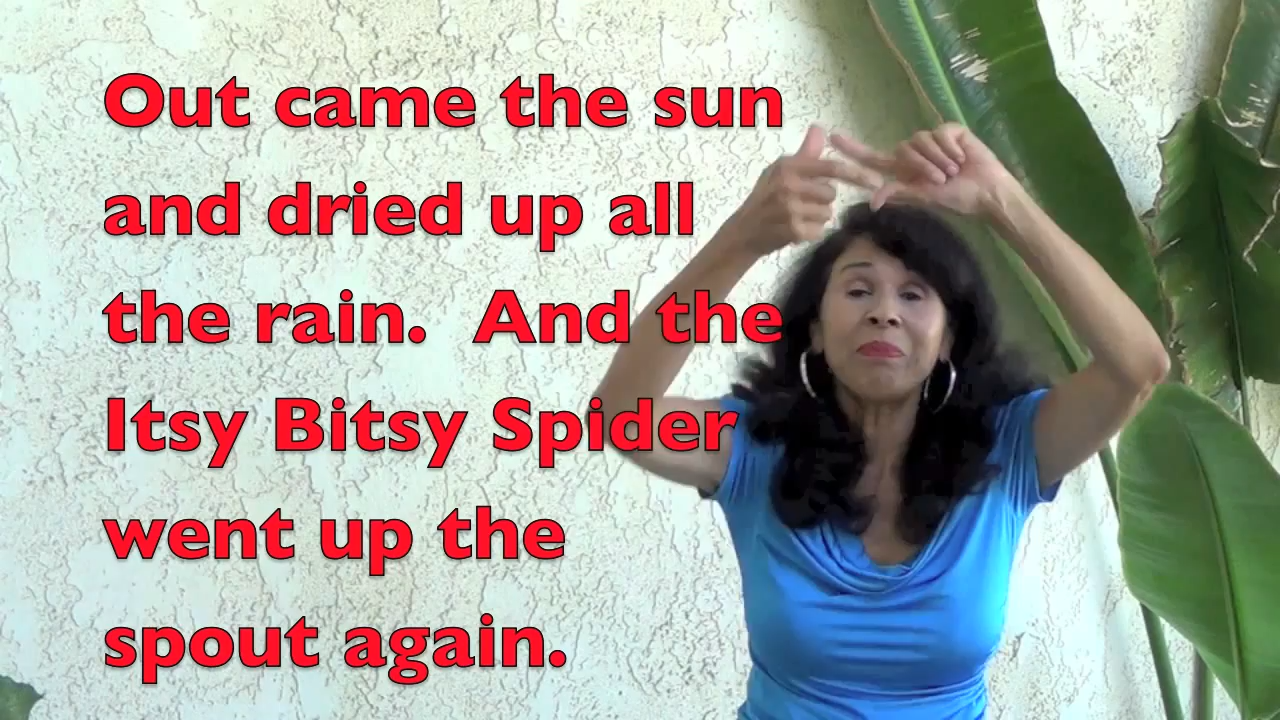 Out came the sun
and dried up all
the rain.  And the
Itsy Bitsy Spider
went up the
spout again.